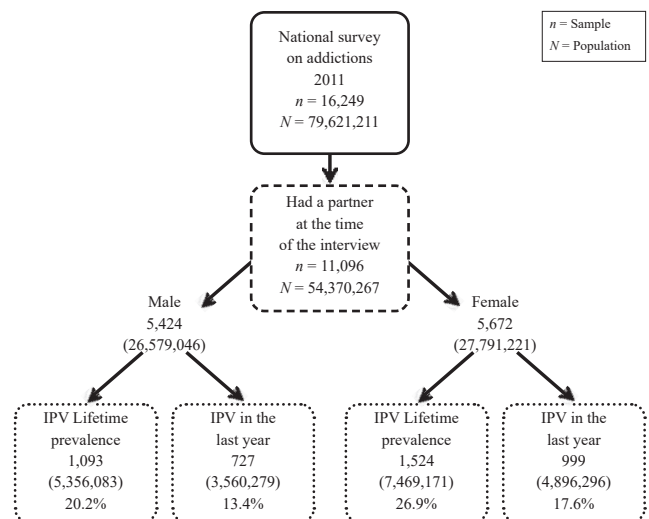 National survey
on addictions
2011
n = 16,249
N = 79,621,211
n = Sample
N = Population
Had a partner
at the time
of the interview
n = 11,096
N = 54,370,267
Male
5,424
(26,579,046)
Female
5,672
(27,791,221)
IPV Lifetime
prevalence
1,093
(5,356,083)
20.2%
IPV in the
last year
727
(3,560,279)
13.4%
IPV Lifetime
prevalence
1,524
(7,469,171)
26.9%
IPV in the
last year
999
(4,896,296)
17.6%